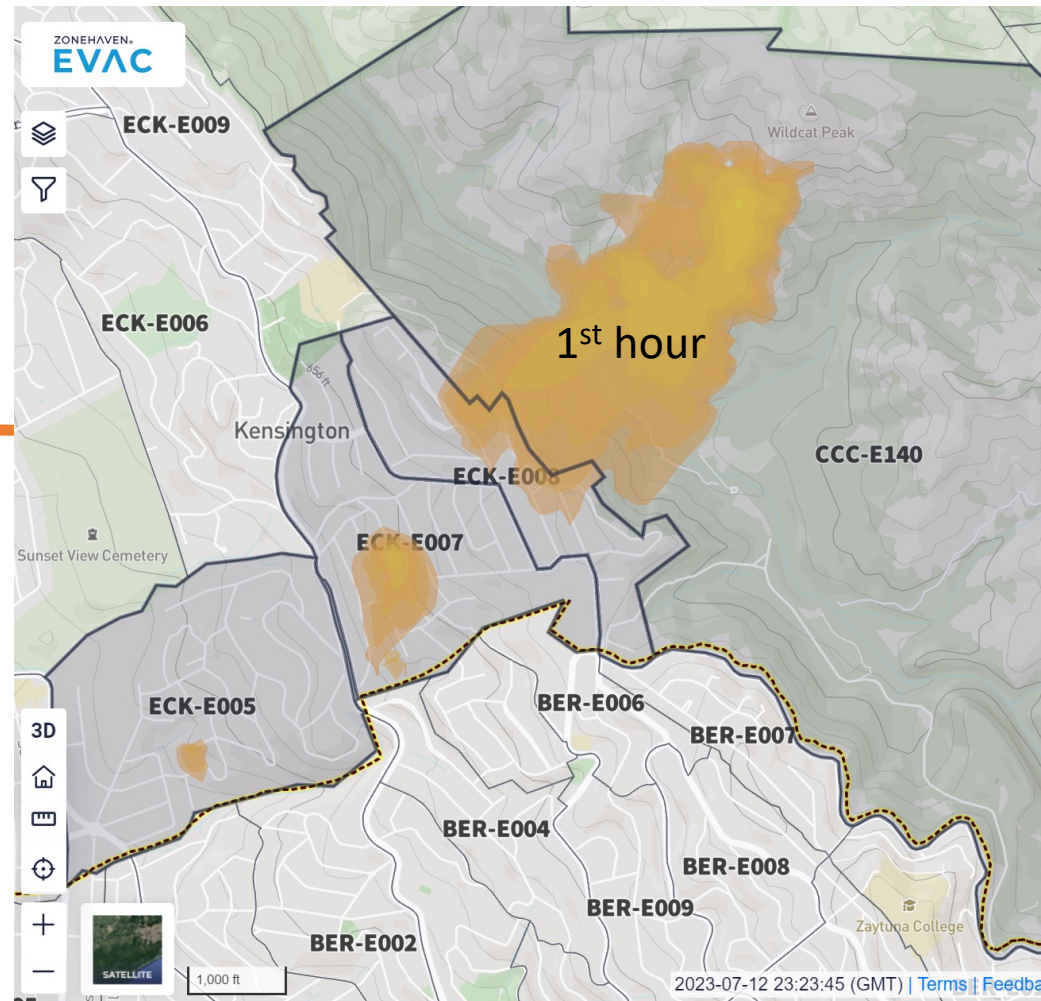 ZONEHAVEN®
EVAC
ECK-E009
Wildcat Peak
ECK-E006
656 ft
1st hour
Kensington
CCC-E140
ECK-E008
ECK-E007
Sunset View Cemetery
BER-E006
ECK-E005
BER-E007
3D
BER-E004
BER-E008
BER-E009
Zaytuna College
BER-E002
SATELLITE
1,000 ft
2023-07-12 23:23:45 (GMT) | Terms | Feedba